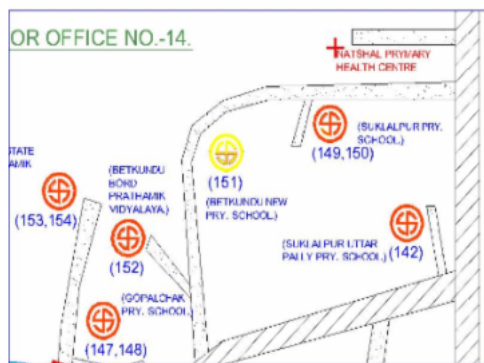 OR OFFICE NO.-14.
NATSHAL PRYMARY
HEALTH CENTRE
(SUKLALPUR PRY.
SCHOOL.)
(149,150)
STATE
AMIK
(153,154)
(BETKUNDU
BORD
PRATHAMIK
VIDYALAYA.)
(152)
(151)
(BETKUNDU NEW
PRY. SCHOOL.)
(SUKLALPUR UTTAR
PALLY PRY. SCHOOL.)
(142)
(GOPALCHAK
PRY. SCHOOL.)
(147,148)